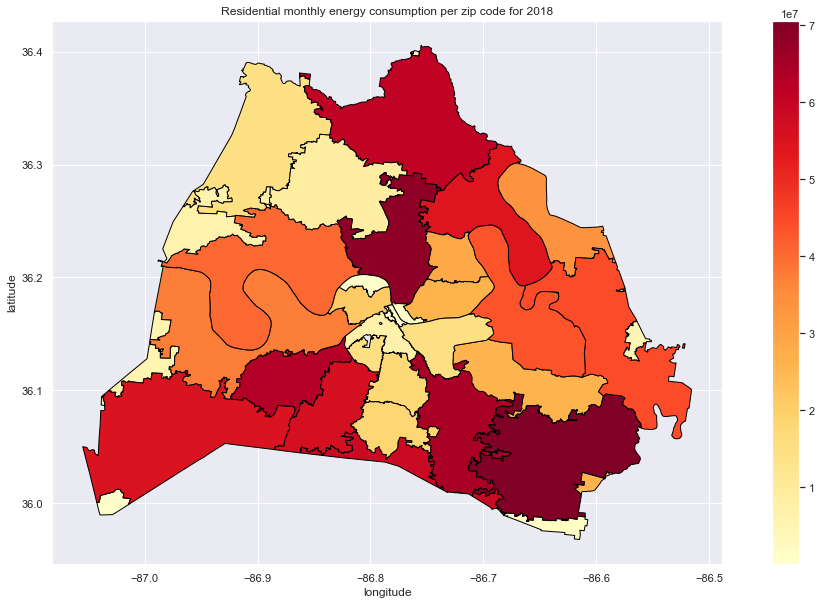 Residential monthly energy consumption per zip code for 2018
1e7
7
6
5
4
3
2
1
36.4
36.3
36.2
36.1
36.0
latitude
−87.0 −86.9 −86.8 −86.7 −86.6 −86.5
longitude